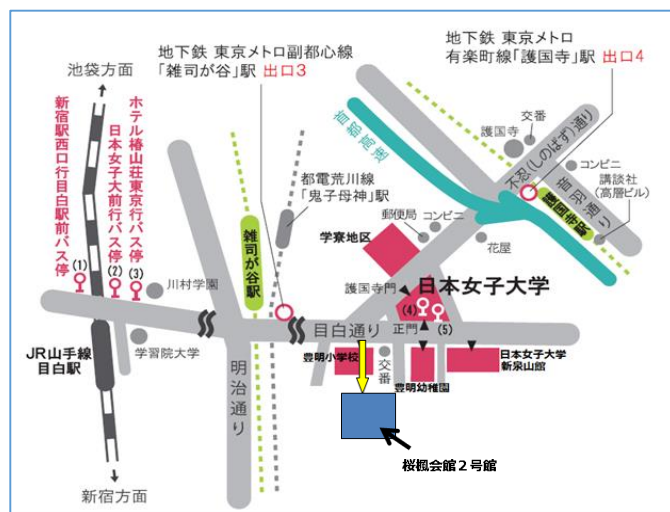 池袋方面
新宿駅西口行目白駅前バス停
日本女子大前行バス停
ホテル椿山荘東京行バス停
(1)
(2)
(3)
地下鉄 東京メトロ副都心線
「雑司が谷」駅 出口3
地下鉄 東京メトロ
有楽町線「護国寺」駅 出口4
首都高速
護国寺
交番
不忍(しのばず)通り
音羽通り
コンビニ
講談社
(高層ビル)
護国寺駅
都電荒川線
「鬼子母神」駅
雑司が谷駅
学寮地区
郵便局
コンビニ
花屋
護国寺門
日本女子大学
(4)
(5)
川村学園
学習院大学
JR山手線
目白駅
目白通り
正門
明治通り
豊明小学校
交番
豊明幼稚園
日本女子大学
新泉山館
桜楓会館２号館
新宿方面